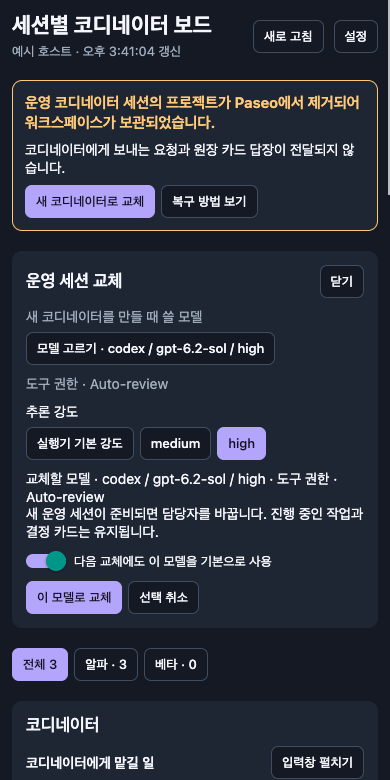 세션별 코디네이터 보드
예시 호스트 · 오후 3:41:04 갱신
새로 고침
설정
운영 코디네이터 세션의 프로젝트가 Paseo에서 제거되어
워크스페이스가 보관되었습니다.
코디네이터에게 보내는 요청과 원장 카드 답장이 전달되지 않
습니다.
새 코디네이터로 교체
복구 방법 보기
운영 세션 교체
닫기
새 코디네이터를 만들 때 쓸 모델
모델 고르기 · codex / gpt-6.2-sol / high
도구 권한 · Auto-review
추론 강도
실행기 기본 강도
medium
high
교체할 모델 · codex / gpt-6.2-sol / high · 도구 권한 ·
Auto-review
새 운영 세션이 준비되면 담당자를 바꿉니다. 진행 중인 작업과
결정 카드는 유지됩니다.
다음 교체에도 이 모델을 기본으로 사용
이 모델로 교체
선택 취소
전체 3
알파 · 3
베타 · 0
코디네이터
코디네이터에게 맡길 일
입력창 펼치기